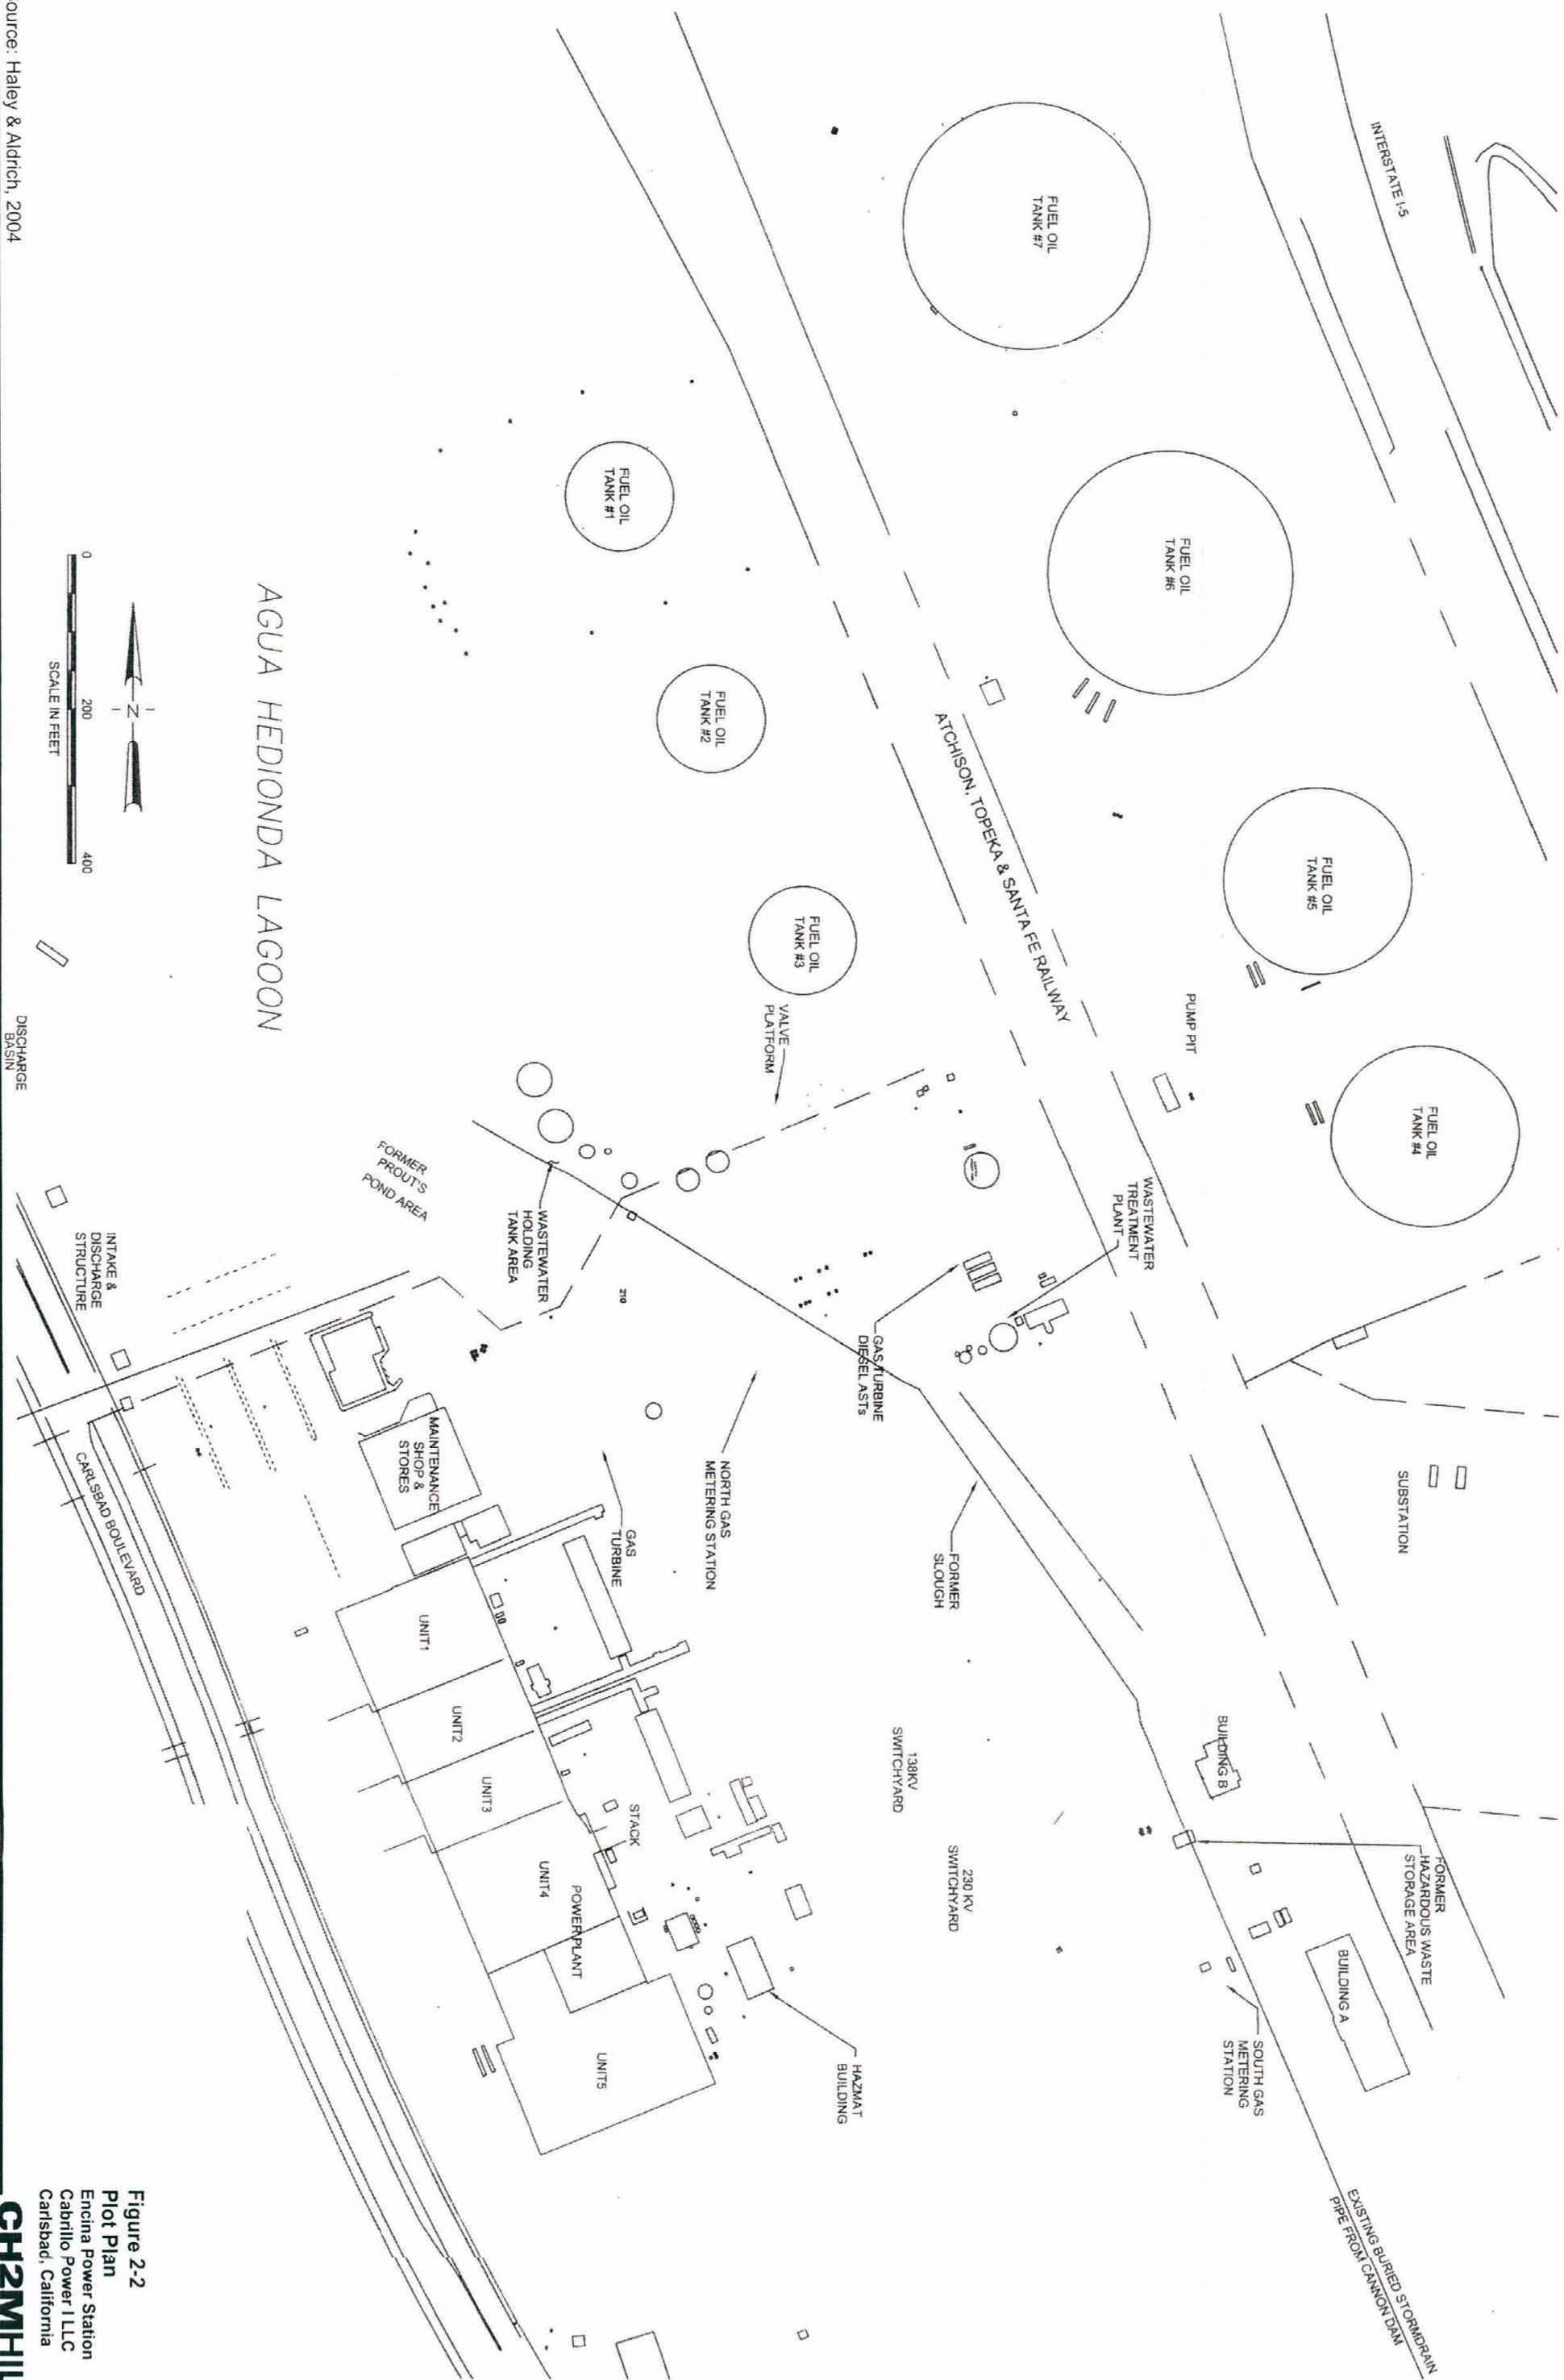 INTERSTATE I-5
FUEL OIL
TANK #7
FUEL OIL
TANK #6
FUEL OIL
TANK #5
FUEL OIL
TANK #4
FUEL OIL
TANK #1
FUEL OIL
TANK #2
FUEL OIL
TANK #3
ATCHISON, TOPEKA & SANTA FE RAILWAY
PUMP PIT
VALVE
PLATFORM
WASTEWATER
TREATMENT
PLANT
GAS TURBINE
DIESEL ASTs
SUBSTATION
AGUA HEDIONDA LAGOON
FORMER
PROUT'S
POND AREA
WASTEWATER
HOLDING
TANK AREA
210
NORTH GAS
METERING STATION
GAS
TURBINE
FORMER
SLOUGH
138KV
SWITCHYARD
230 KV
SWITCHYARD
BUILDING B
FORMER
HAZARDOUS WASTE
STORAGE AREA
BUILDING A
SOUTH GAS
METERING
STATION
EXISTING BURIED STORMDRAIN
PIPE FROM CANNON DAM
DISCHARGE
BASIN
INTAKE &
DISCHARGE
STRUCTURE
CARLSBAD BOULEVARD
MAINTENANCE
SHOP &
STORES
UNIT1
UNIT2
UNIT3
UNIT4
UNIT5
STACK
POWER PLANT
HAZMAT
BUILDING
N
0 200 400
SCALE IN FEET
ource: Haley & Aldrich, 2004
Figure 2-2
Plot Plan
Encina Power Station
Cabrillo Power I LLC
Carlsbad, California
CH2MHIL